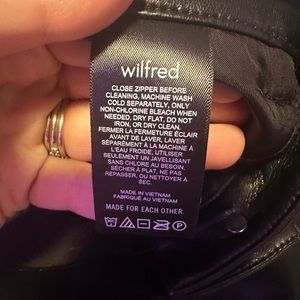 wilfred
CLOSE ZIPPER BEFORE
CLEANING, MACHINE WASH
COLD SEPARATELY, ONLY
NON-CHLORINE BLEACH WHEN
NEEDED, DRY FLAT, DO NOT
IRON, OR DRY CLEAN.
FERMER LA FERMETURE ÉCLAIR
AVANT DE LAVER, LAVER
SÉPARÉMENT À LA MACHINE À
L'EAU FROIDE, UTILISER
SEULEMENT UN JAVELLISANT
SANS CHLORE AU BESOIN,
SÉCHER À PLAT, NE PAS
REPASSER, OU NETTOYER À
SEC.
MADE IN VIETNAM
FABRIQUÉ AU VIETNAM
MADE FOR EACH OTHER.